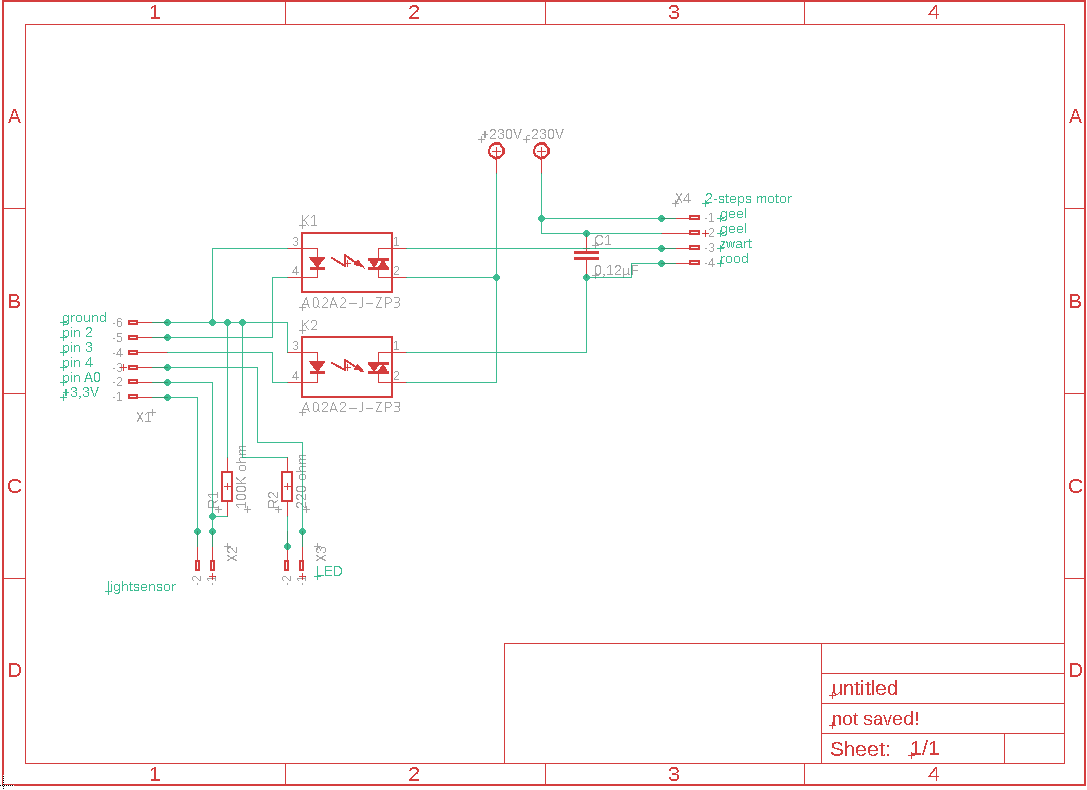 1 2 3 4
A A
+230V 230V
X4 2-steps motor
-1 geel
-2 geel
-3 zwart
-4 rood
B B
K1
3 1
4 2
AQ2A2-J-ZP3
C1
0,12µF
ground -6
pin 2 -5
pin 3 -4
pin 4 -3
pin A0 -2
+3,3V -1
X1
K2
3 1
4 2
AQ2A2-J-ZP3
C C
R1
100K ohm
R2
220 ohm
X2
-2 -1
X3
-2 -1
LED
lightsensor
D D
untitled
not saved!
Sheet: 1/1
1 2 3 4